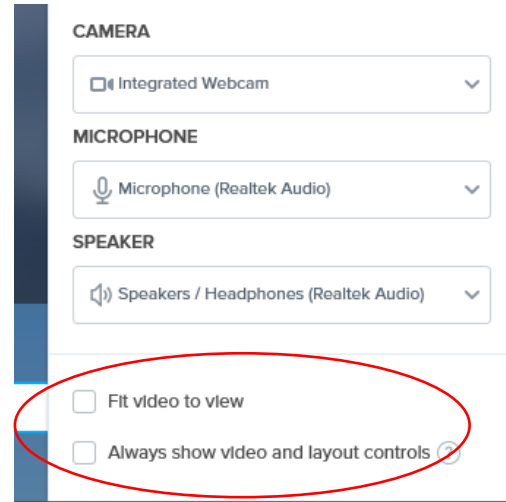 CAMERA
Integrated Webcam
MICROPHONE
Microphone (Realtek Audio)
SPEAKER
Speakers / Headphones (Realtek Audio)
Fit video to view
Always show video and layout controls ?